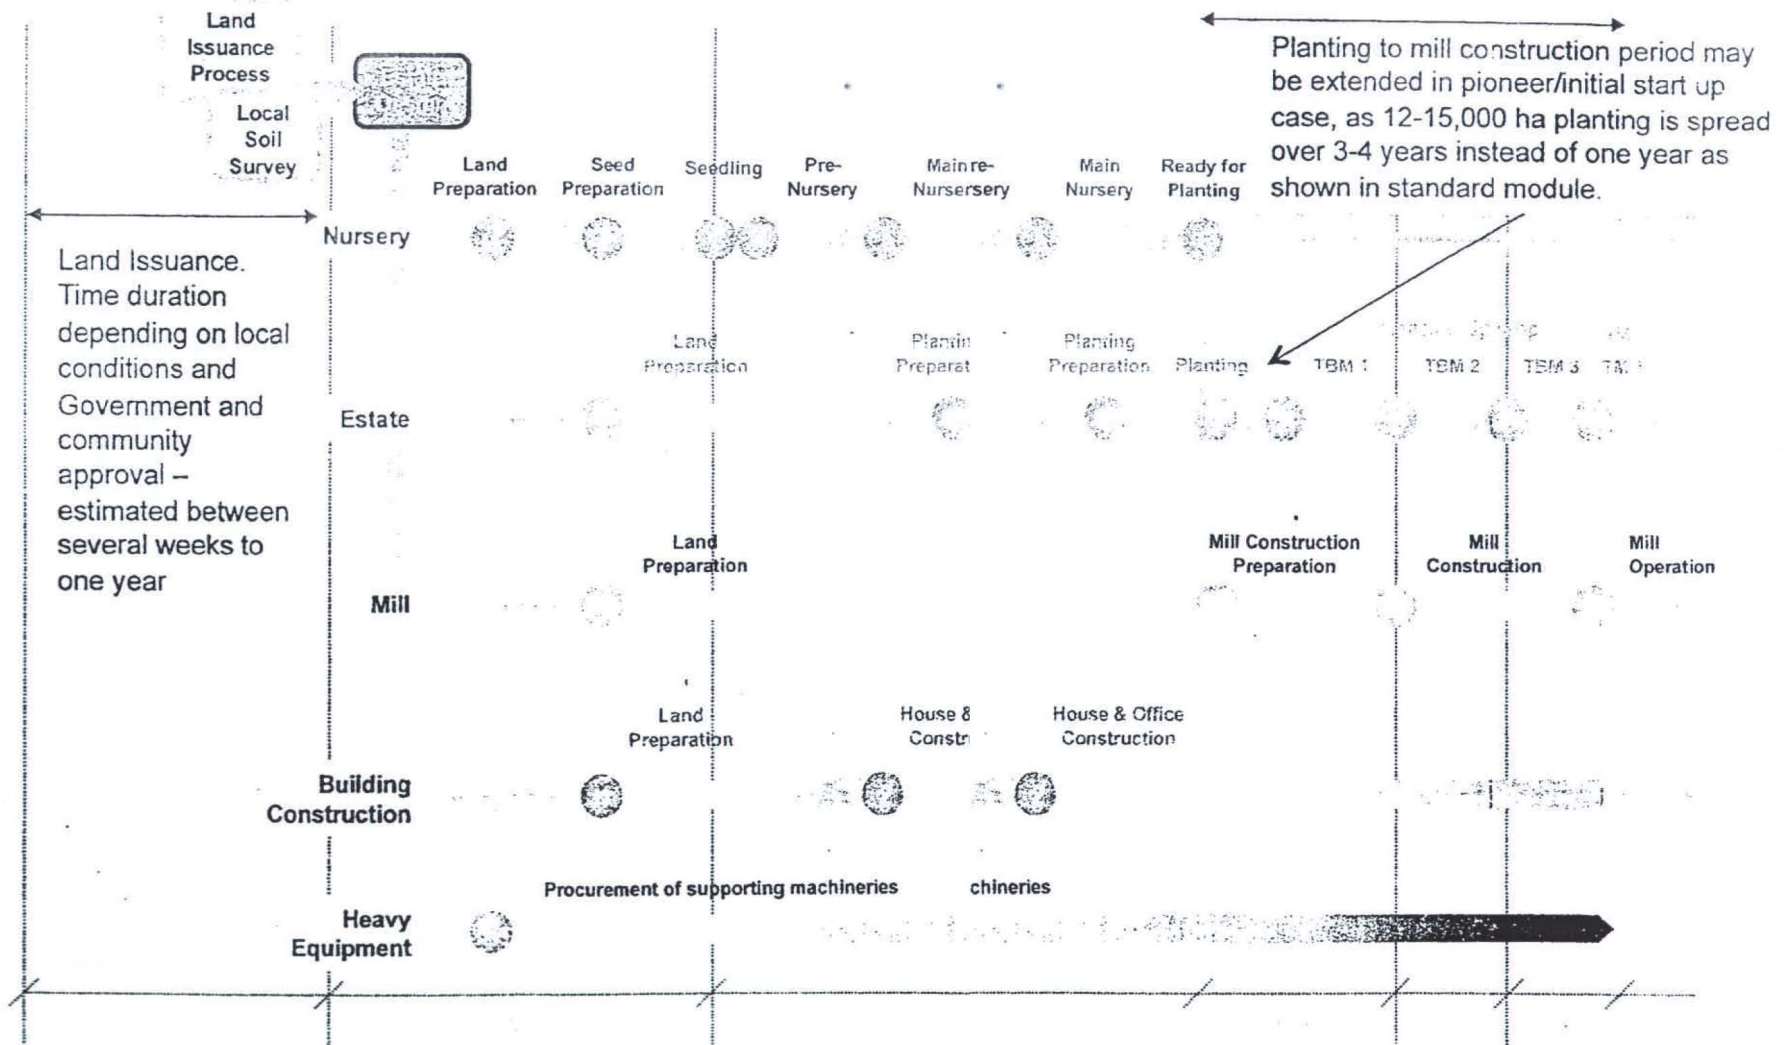 Land
Issuance
Process
Local
Soil
Survey
Planting to mill construction period may
be extended in pioneer/initial start up
case, as 12-15,000 ha planting is spread
over 3-4 years instead of one year as
shown in standard module.
Land
Preparation
Seed
Preparation
Seedling
Pre-
Nursery
Main re-
Nursersery
Main
Nursery
Ready for
Planting
Nursery
Land Issuance.
Time duration
depending on local
conditions and
Government and
community
approval –
estimated between
several weeks to
one year
Land
Preparation
Plantin
Preparat
Planting
Preparation
Planting
TBM 1
TBM 2
TBM 3
Estate
Land
Preparation
Mill Construction
Preparation
Mill
Construction
Mill
Operation
Mill
Land
Preparation
House &
Constr
House & Office
Construction
Building
Construction
Procurement of supporting machineries
chineries
Heavy
Equipment